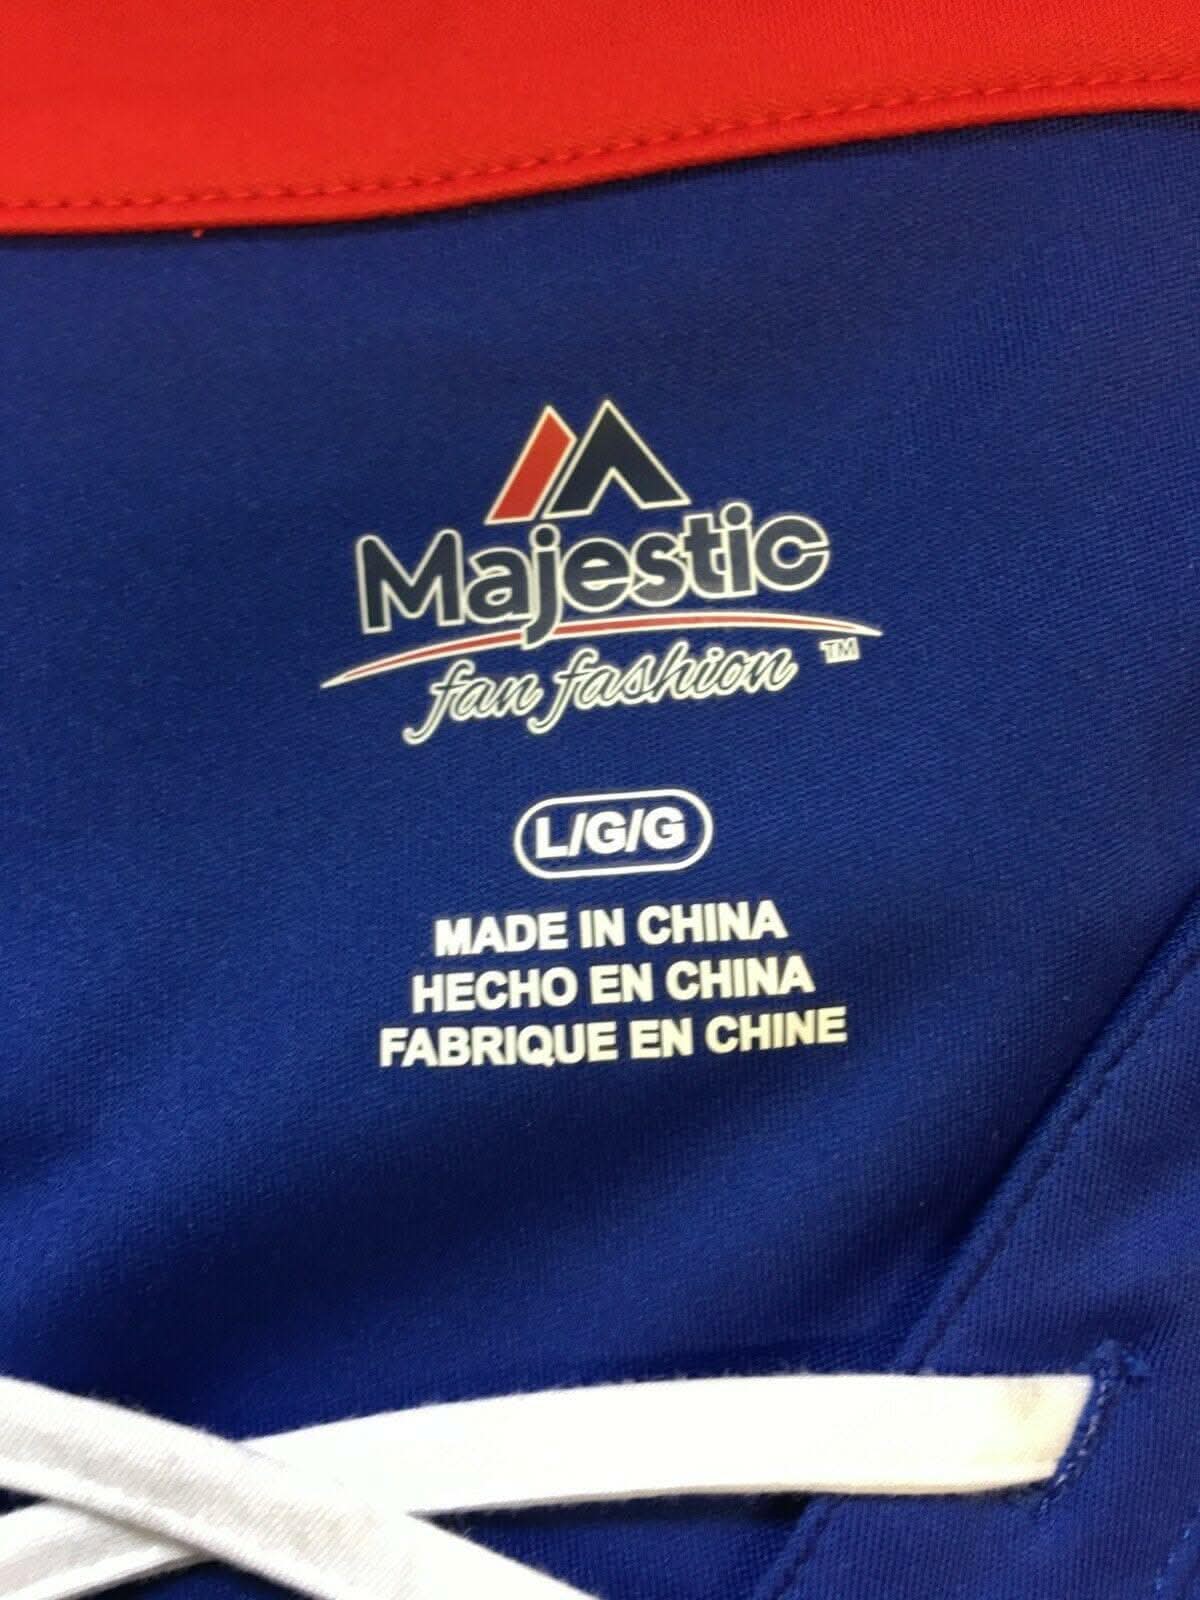 Majestic
fan fashion TM
L/G/G
MADE IN CHINA
HECHO EN CHINA
FABRIQUE EN CHINE